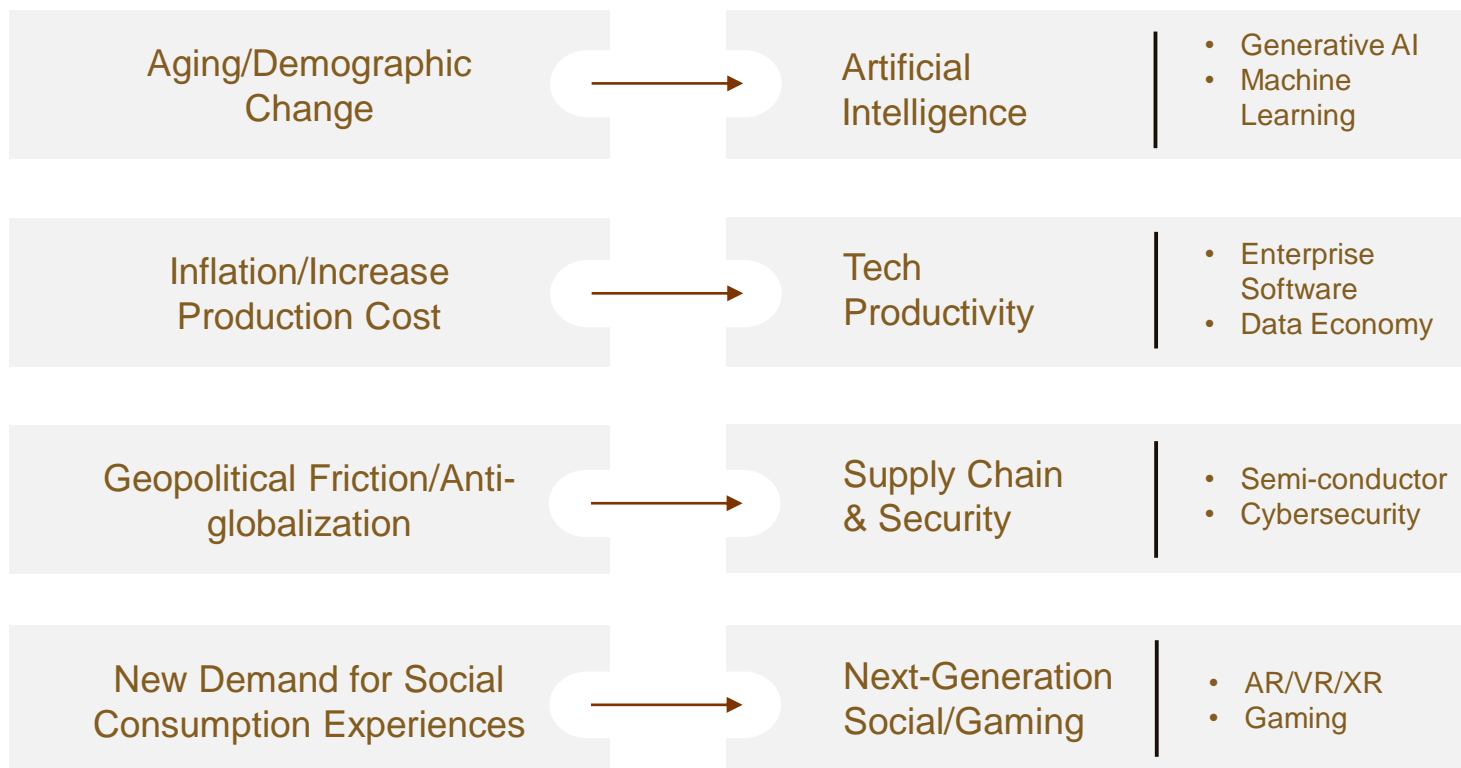 Aging/Demographic
Change
Artificial
Intelligence
• Generative AI
• Machine
Learning
Inflation/Increase
Production Cost
Tech
Productivity
• Enterprise
Software
• Data Economy
Geopolitical Friction/Anti-
globalization
Supply Chain
& Security
• Semi-conductor
• Cybersecurity
New Demand for Social
Consumption Experiences
Next-Generation
Social/Gaming
• AR/VR/XR
• Gaming